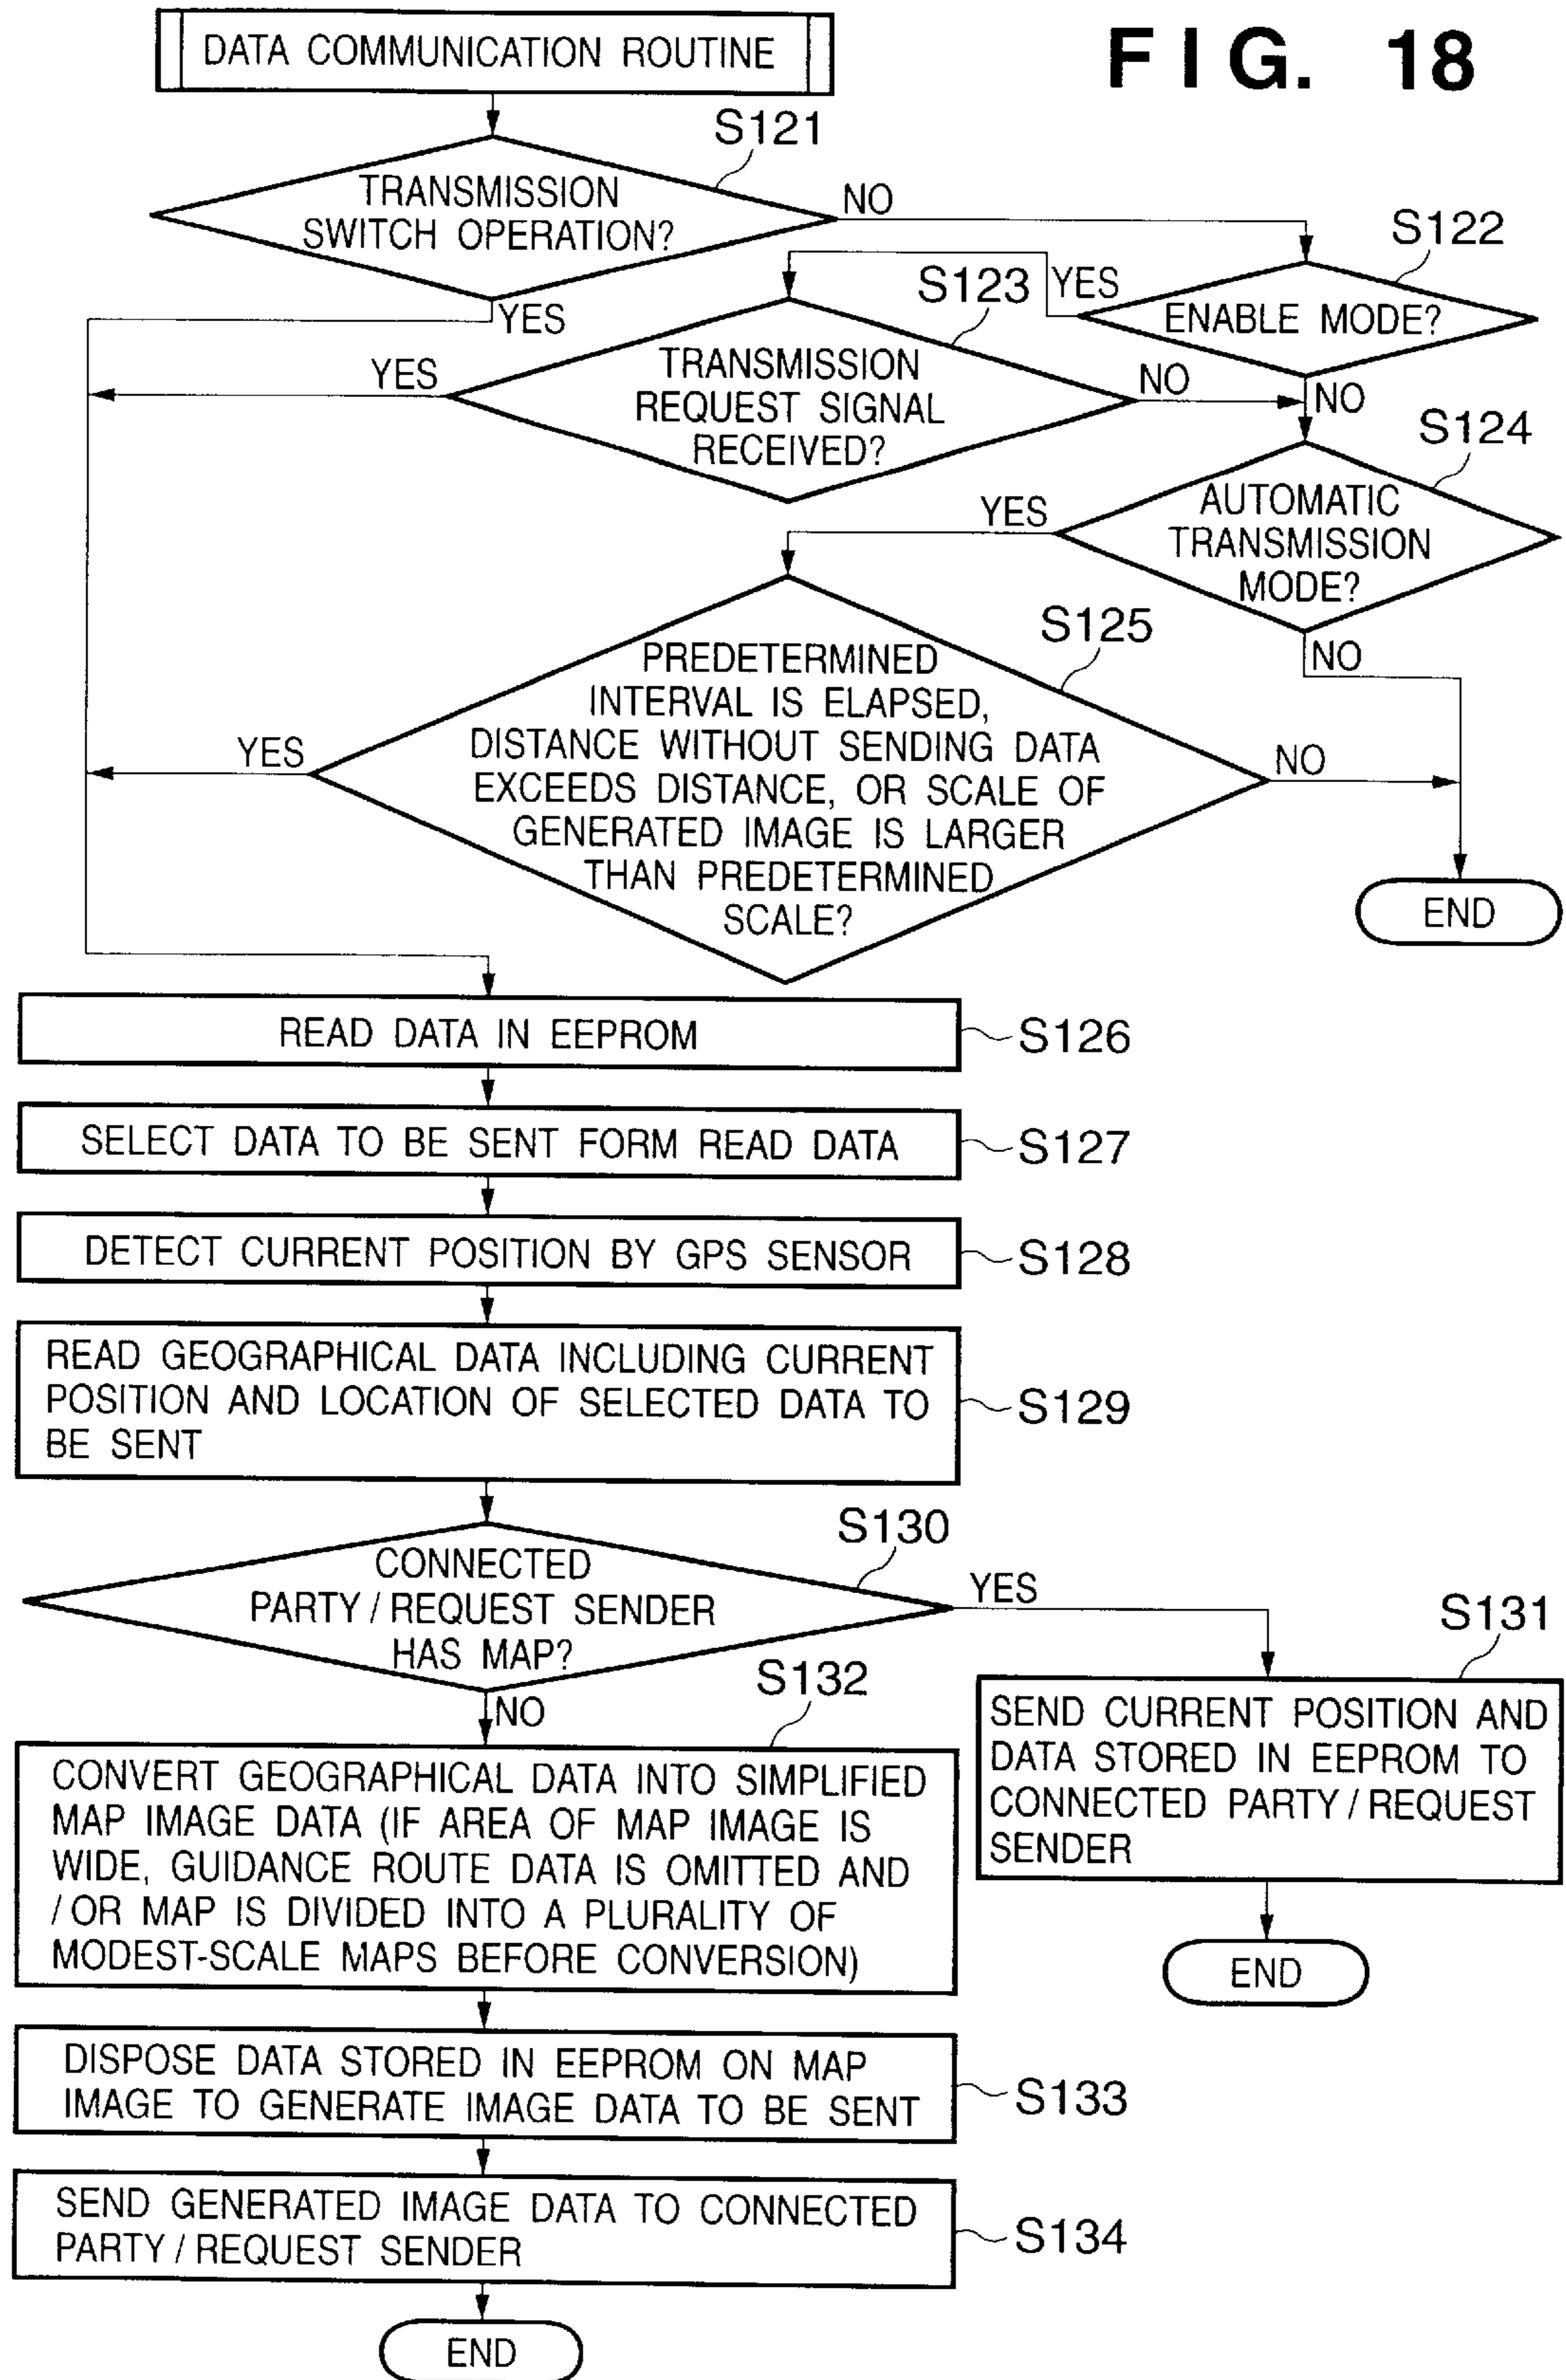 DATA COMMUNICATION ROUTINE
FIG. 18
S121
TRANSMISSION
SWITCH OPERATION?
NO
YES
S122
ENABLE MODE?
YES
NO
S123
TRANSMISSION
REQUEST SIGNAL
RECEIVED?
YES
NO
S124
AUTOMATIC
TRANSMISSION
MODE?
YES
NO
S125
PREDETERMINED
INTERVAL IS ELAPSED,
DISTANCE WITHOUT SENDING DATA
EXCEEDS DISTANCE, OR SCALE OF
GENERATED IMAGE IS LARGER
THAN PREDETERMINED
SCALE?
YES
NO
END
READ DATA IN EEPROM
S126
SELECT DATA TO BE SENT FORM READ DATA
S127
DETECT CURRENT POSITION BY GPS SENSOR
S128
READ GEOGRAPHICAL DATA INCLUDING CURRENT
POSITION AND LOCATION OF SELECTED DATA TO
BE SENT
S129
S130
CONNECTED
PARTY / REQUEST SENDER
HAS MAP?
YES
NO
S131
SEND CURRENT POSITION AND
DATA STORED IN EEPROM TO
CONNECTED PARTY / REQUEST
SENDER
END
S132
CONVERT GEOGRAPHICAL DATA INTO SIMPLIFIED
MAP IMAGE DATA (IF AREA OF MAP IMAGE IS
WIDE, GUIDANCE ROUTE DATA IS OMITTED AND
/ OR MAP IS DIVIDED INTO A PLURALITY OF
MODEST-SCALE MAPS BEFORE CONVERSION)
DISPOSE DATA STORED IN EEPROM ON MAP
IMAGE TO GENERATE IMAGE DATA TO BE SENT
S133
SEND GENERATED IMAGE DATA TO CONNECTED
PARTY / REQUEST SENDER
S134
END